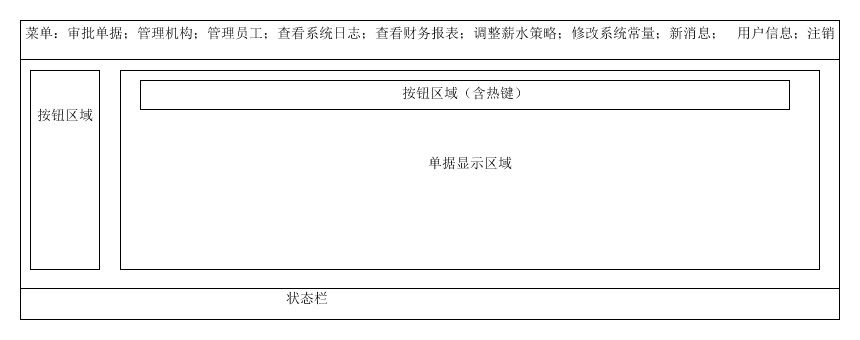 菜单：审批单据；管理机构；管理员工；查看系统日志；查看财务报表；调整薪水策略；修改系统常量；新消息； 用户信息；注销
按钮区域（含热键）
按钮区域
单据显示区域
状态栏